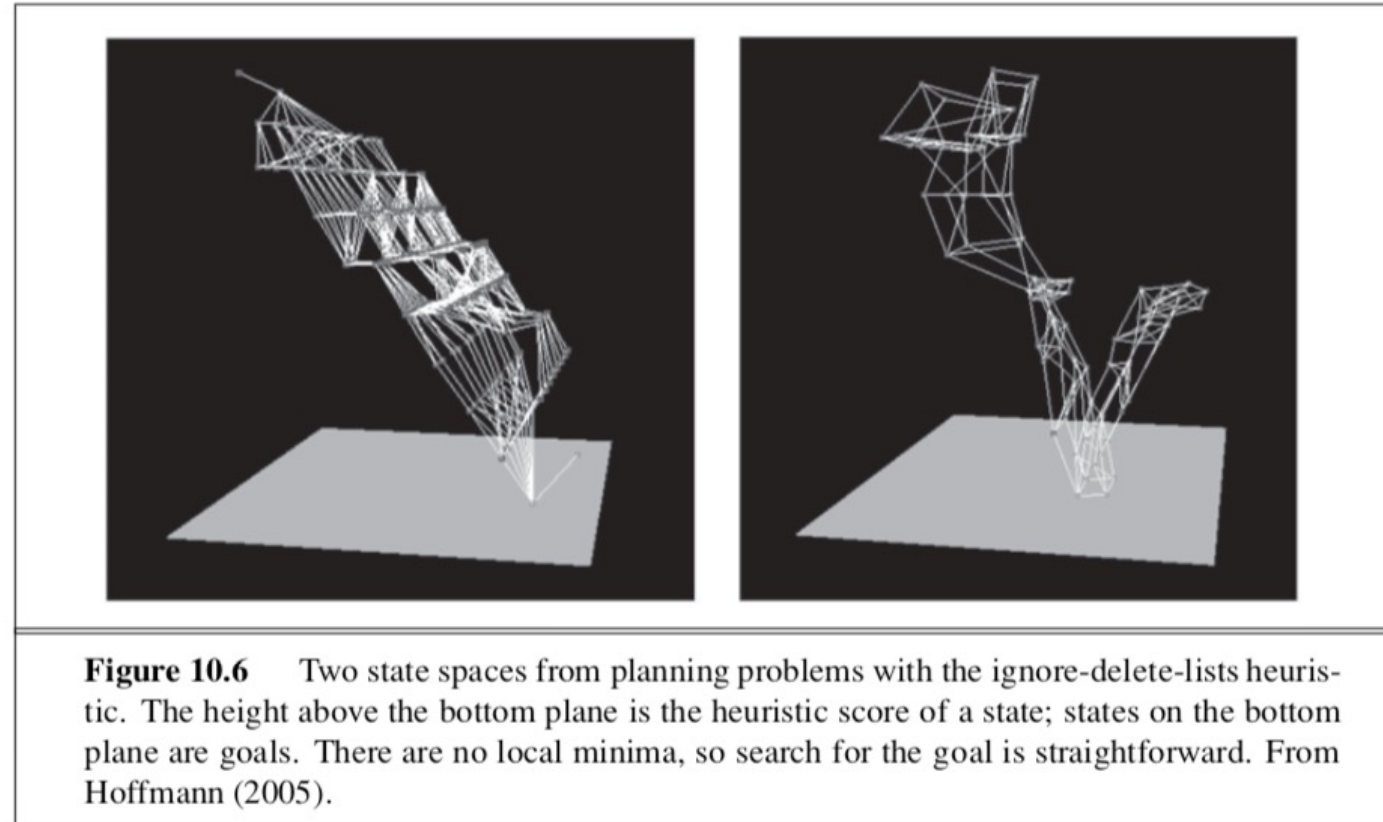 Figure 10.6 Two state spaces from planning problems with the ignore-delete-lists heuris-
tic. The height above the bottom plane is the heuristic score of a state; states on the bottom
plane are goals. There are no local minima, so search for the goal is straightforward. From
Hoffmann (2005).